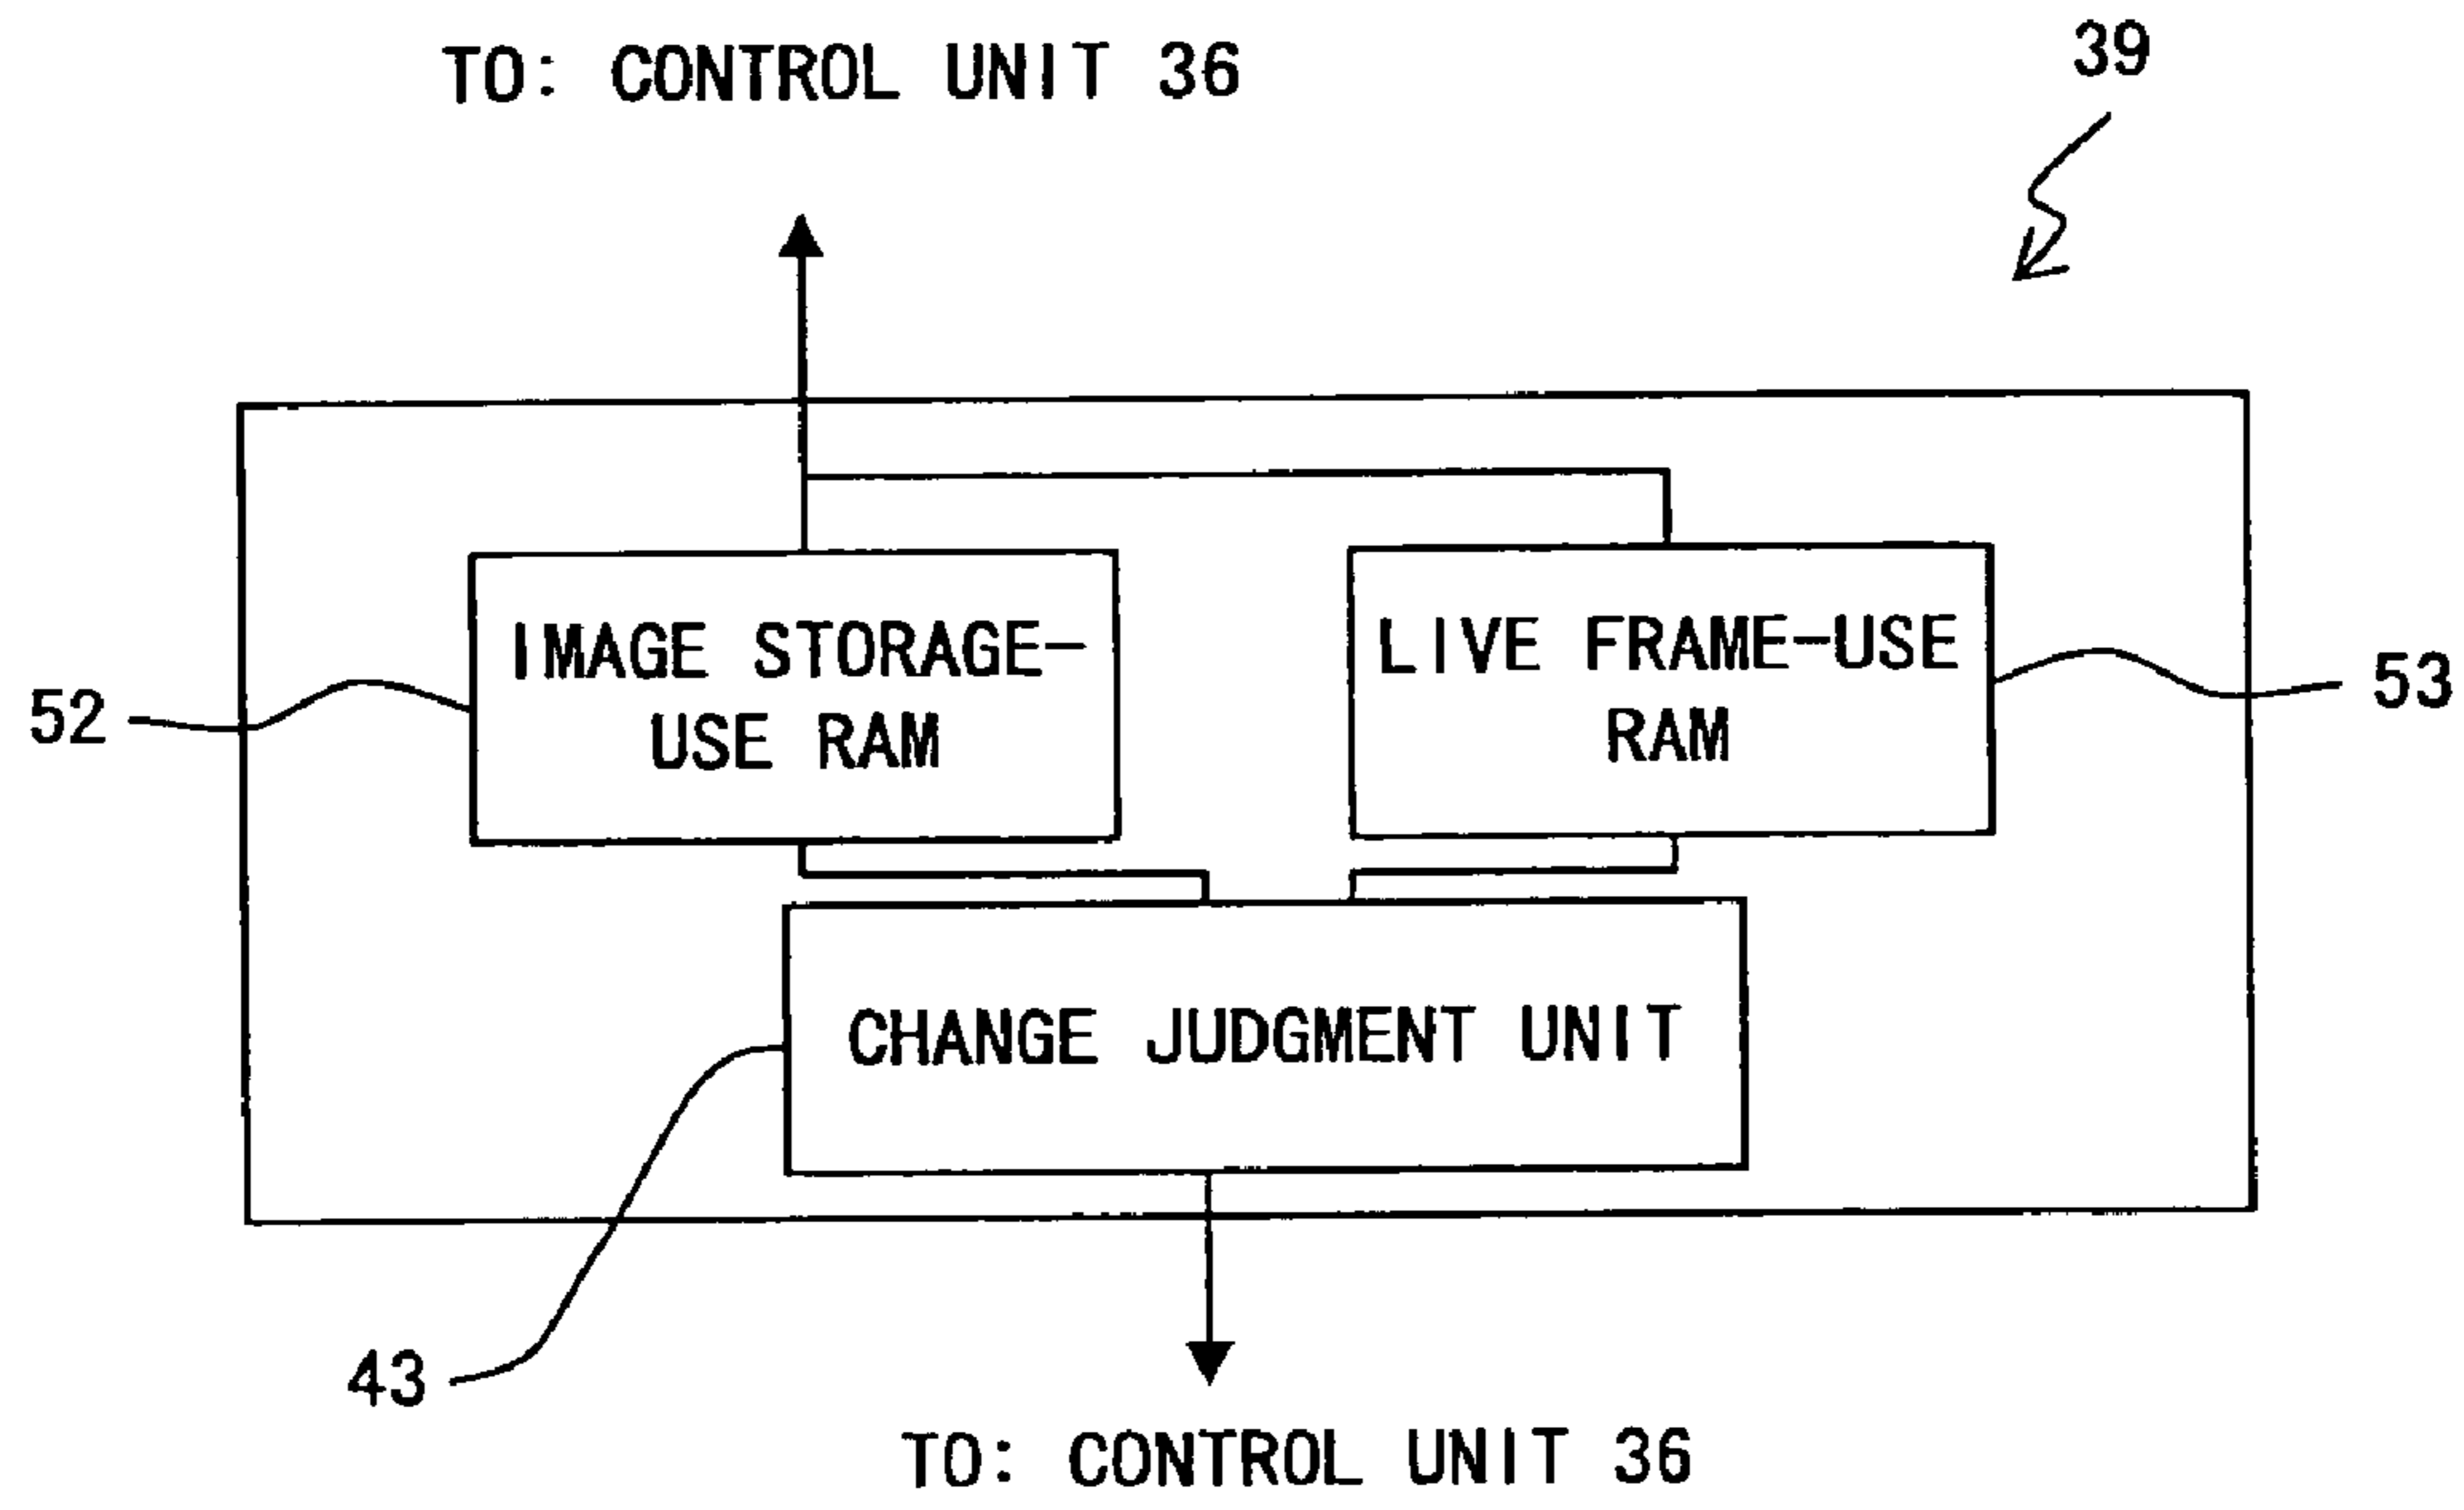 TO: CONTROL UNIT 36
39
IMAGE STORAGE-
USE RAM
LIVE FRAME-USE
RAM
52
53
CHANGE JUDGMENT UNIT
43
TO: CONTROL UNIT 36